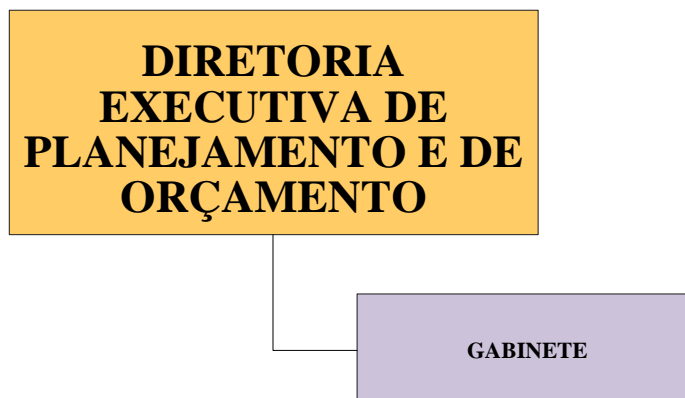 DIRETORIA
EXECUTIVA DE
PLANEJAMENTO E DE
ORÇAMENTO
GABINETE